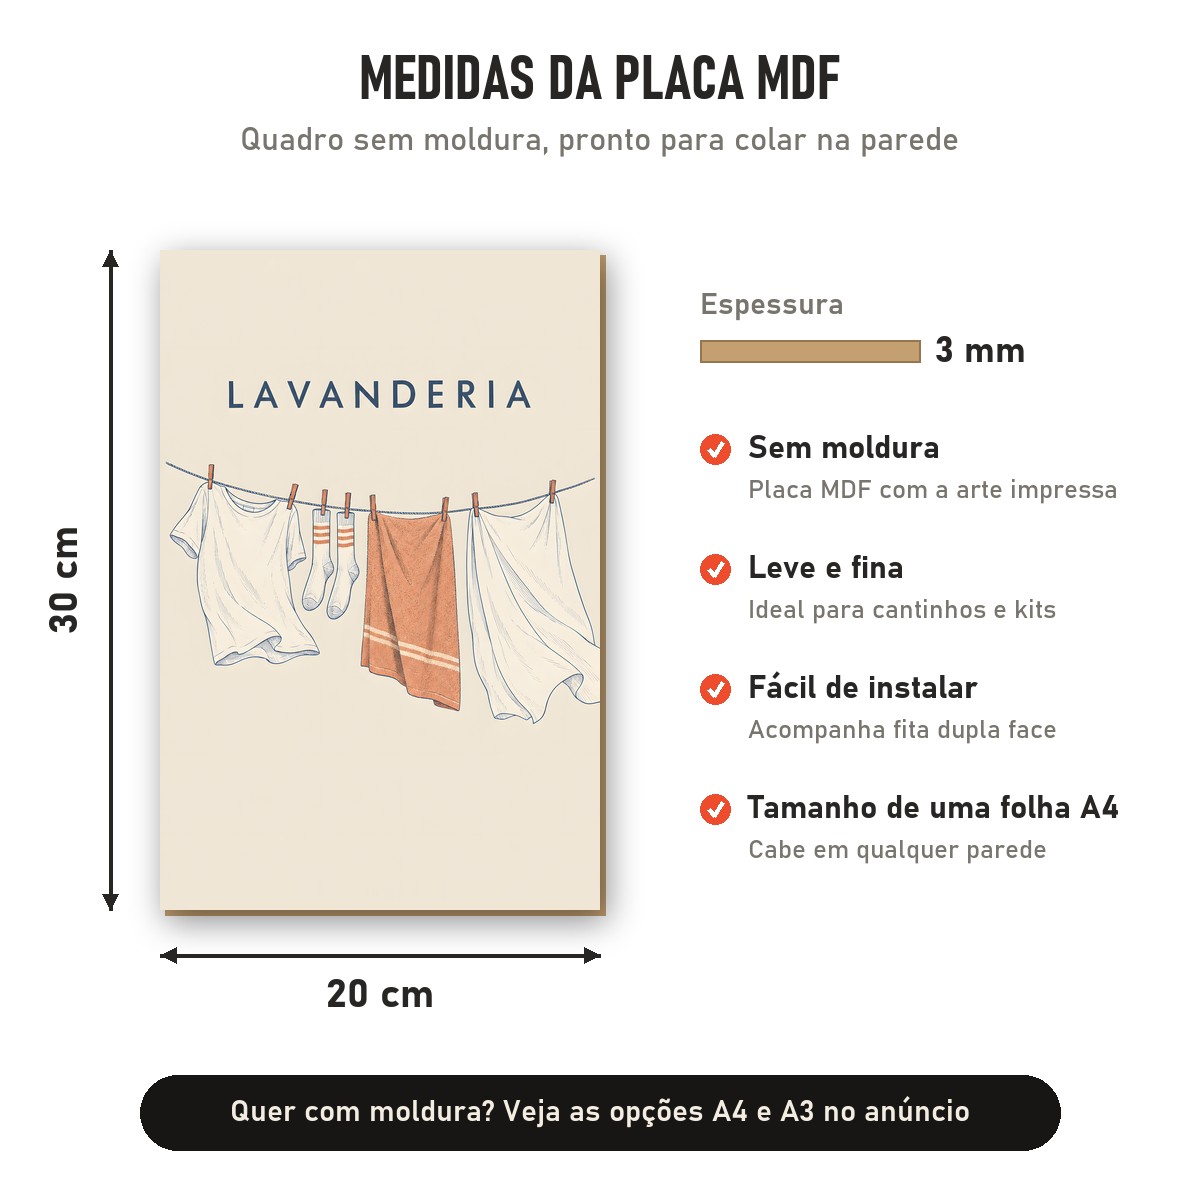 MEDIDAS DA PLACA MDF
Quadro sem moldura, pronto para colar na parede
LAVANDERIA
30 cm
20 cm
Espessura
3 mm
Sem moldura
Placa MDF com a arte impressa
Leve e fina
Ideal para cantinhos e kits
Fácil de instalar
Acompanha fita dupla face
Tamanho de uma folha A4
Cabe em qualquer parede
Quer com moldura? Veja as opções A4 e A3 no anúncio